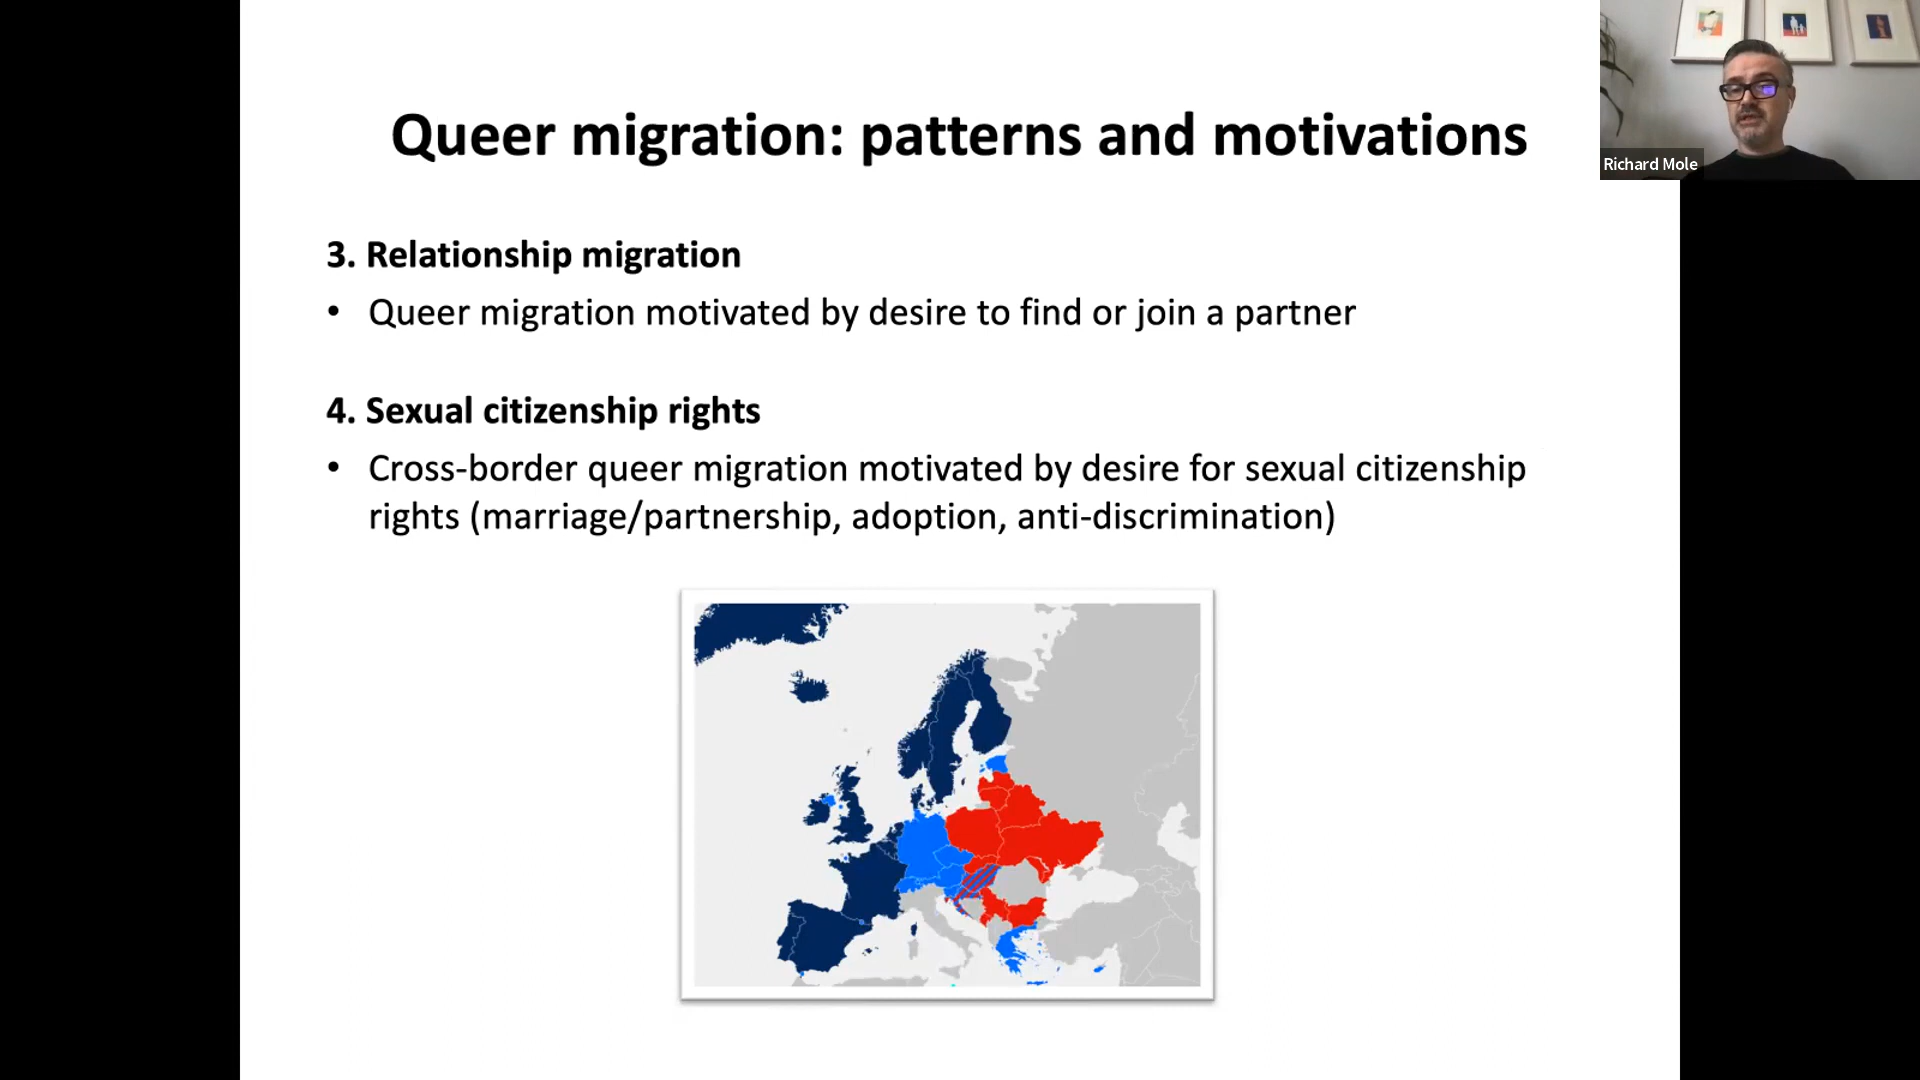 Queer migration: patterns and motivations
Richard Mole
3. Relationship migration
• Queer migration motivated by desire to find or join a partner
4. Sexual citizenship rights
• Cross-border queer migration motivated by desire for sexual citizenship
rights (marriage/partnership, adoption, anti-discrimination)